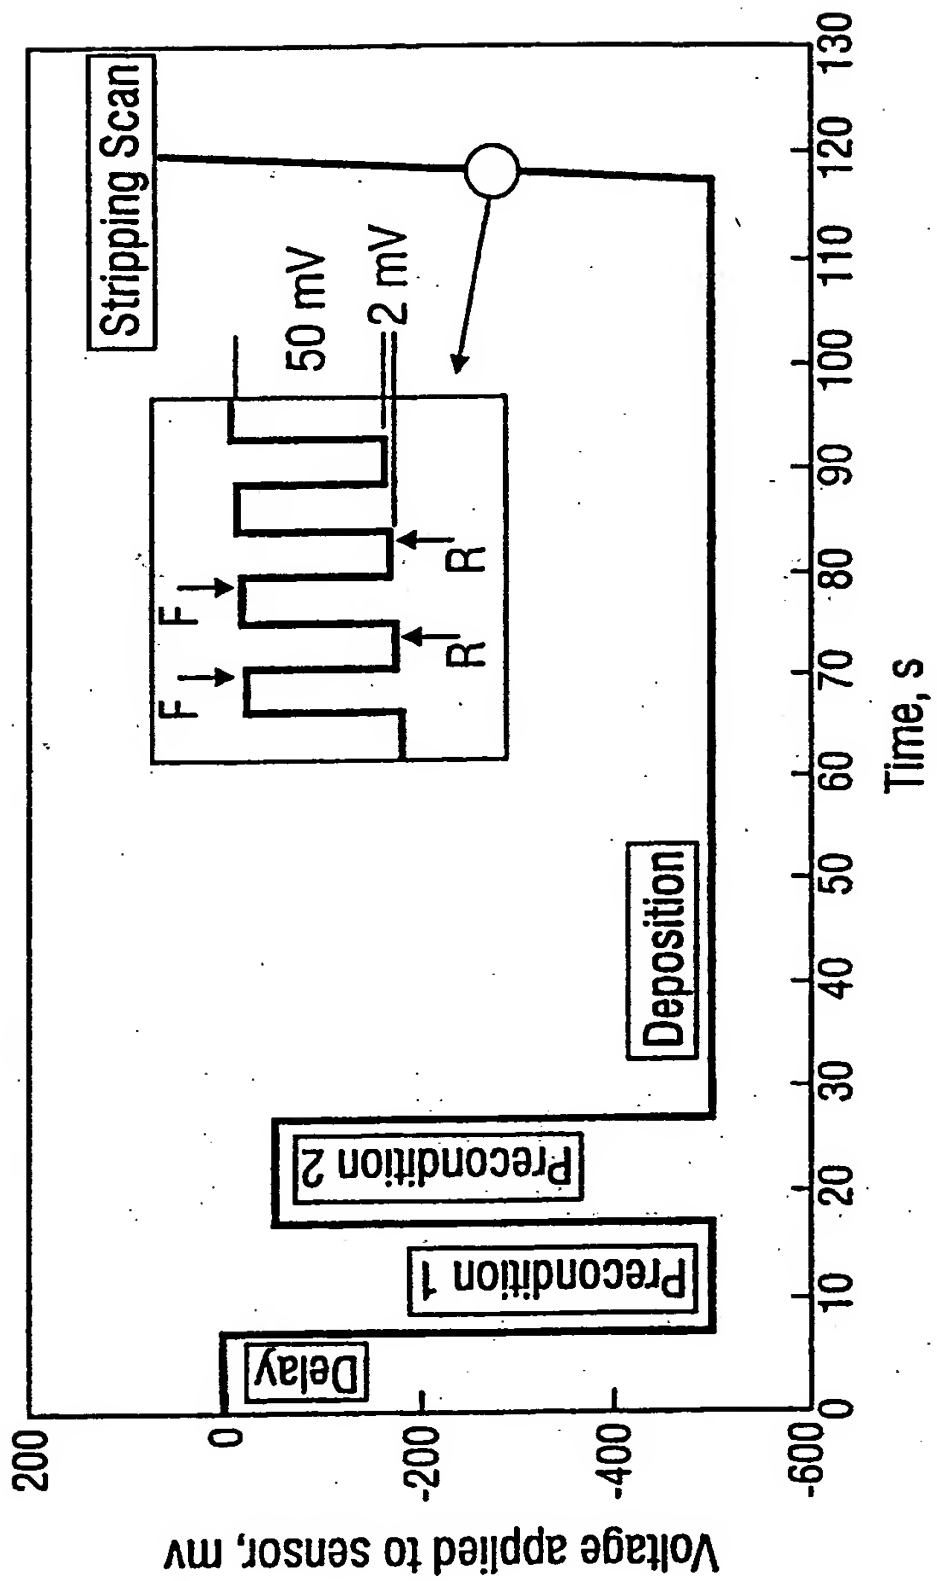 Voltage applied to sensor, mv
200
0
-200
-400
-600
Delay
Precondition 1
Precondition 2
Deposition
Stripping Scan
F
F
R
R
50 mV
2 mV
0
10
20
30
40
50
60
70
80
90
100
110
120
130
Time, s